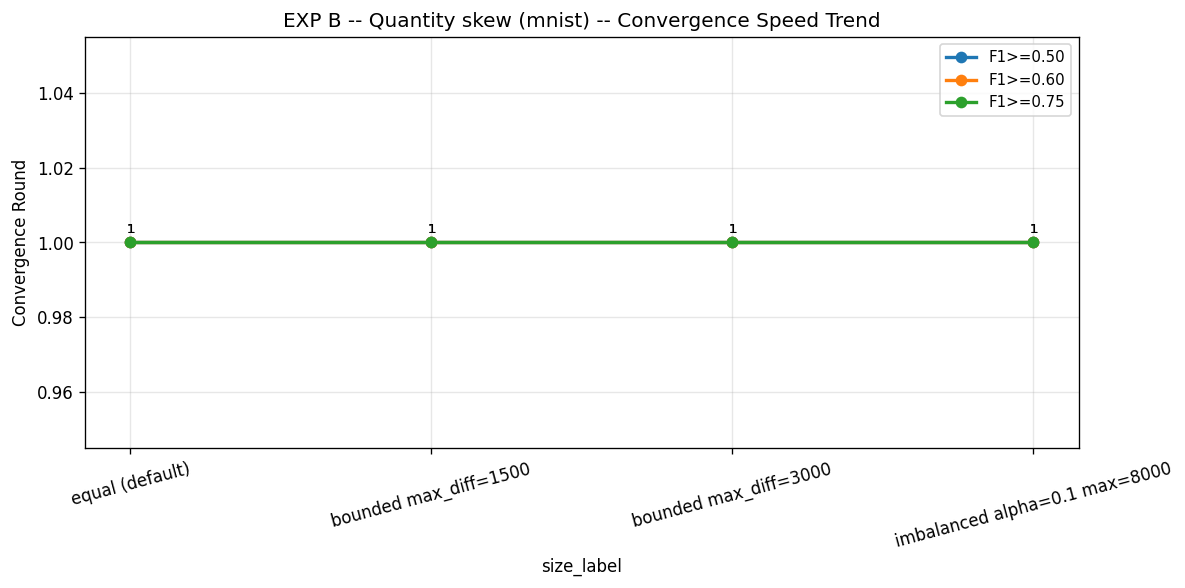 EXP B -- Quantity skew (mnist) -- Convergence Speed Trend
F1>=0.50
F1>=0.60
F1>=0.75
1.04
1.02
1.00
0.98
0.96
Convergence Round
1 1 1 1
equal (default)
bounded max_diff=1500
bounded max_diff=3000
imbalanced alpha=0.1 max=8000
size_label